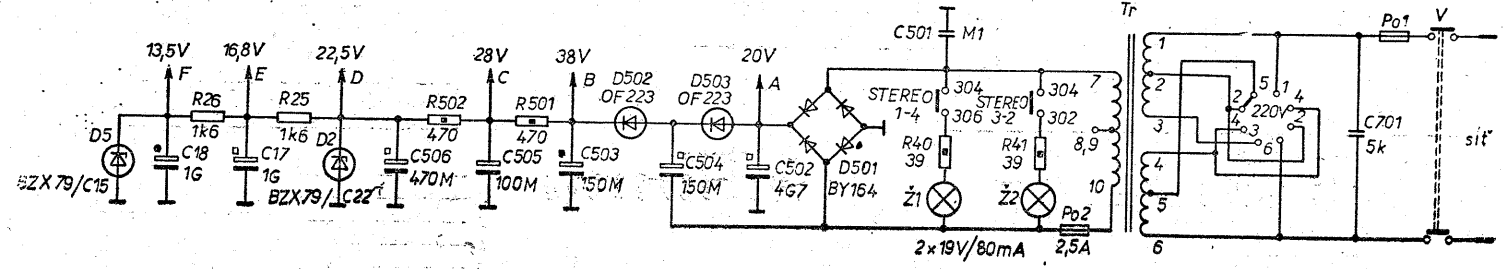 Tr
Po1
V
C501
M1
13,5V
16,8V
22,5V
28V
38V
20V
F
E
D
C
B
A
D502
OF223
D503
OF223
R26
1k6
R25
1k6
R502
470
R501
470
STEREO
1-4
304
306
STEREO
3-2
304
302
7
8,9
10
1
2
3
4
5
6
5
1
2
4
220V
4
3
2
6
C701
5k
síť
D5
BZX79/C15
C18
1G
C17
1G
D2
BZX79/C22
C506
470M
C505
100M
C503
150M
C504
150M
C502
4G7
D501
BY164
R40
39
R41
39
Ž1
Ž2
Po2
2,5A
2×19V/80mA